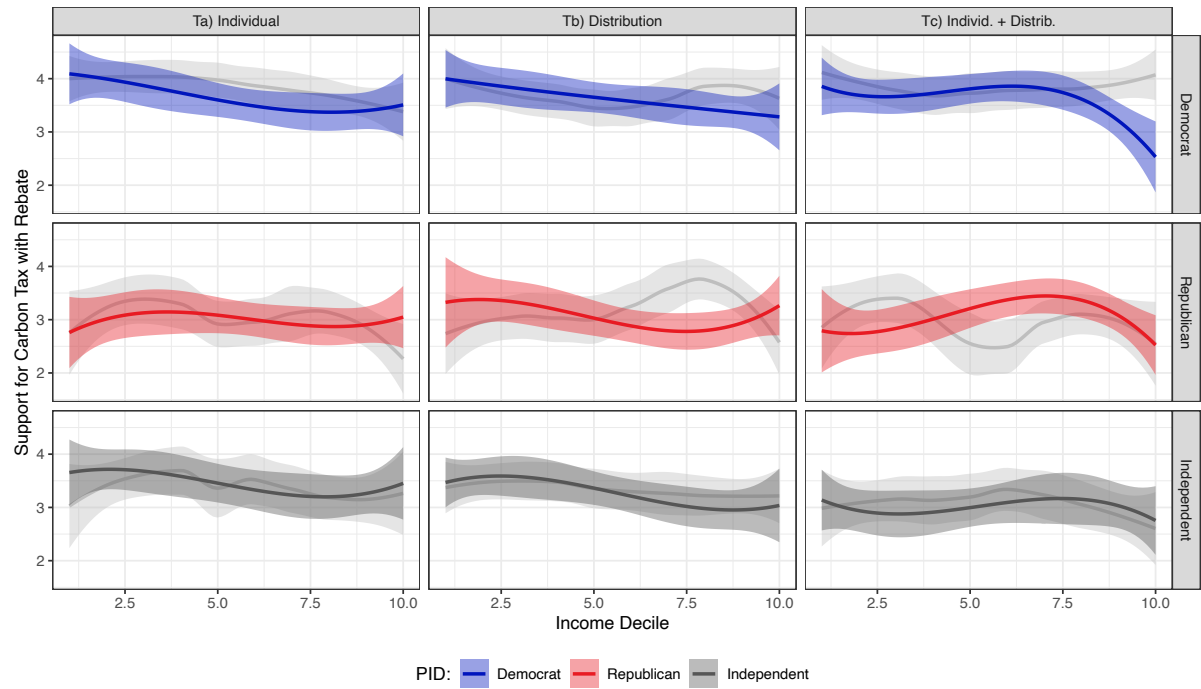 Ta) Individual
Tb) Distribution
Tc) Individ. + Distrib.
Support for Carbon Tax with Rebate
4
3
2
Democrat
4
3
2
Republican
4
3
2
Independent
2.5 5.0 7.5 10.0
2.5 5.0 7.5 10.0
2.5 5.0 7.5 10.0
Income Decile
PID: Democrat Republican Independent